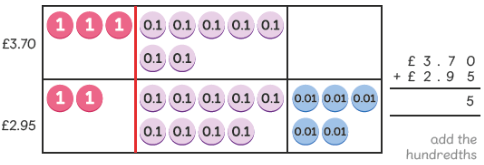 £3.70
1 1 1
0.1 0.1 0.1 0.1 0.1
0.1 0.1
£2.95
1 1
0.1 0.1 0.1 0.1 0.1
0.1 0.1 0.1 0.1
0.01 0.01 0.01
0.01 0.01
£ 3 . 7 0
+ £ 2 . 9 5
5
add the
hundredths